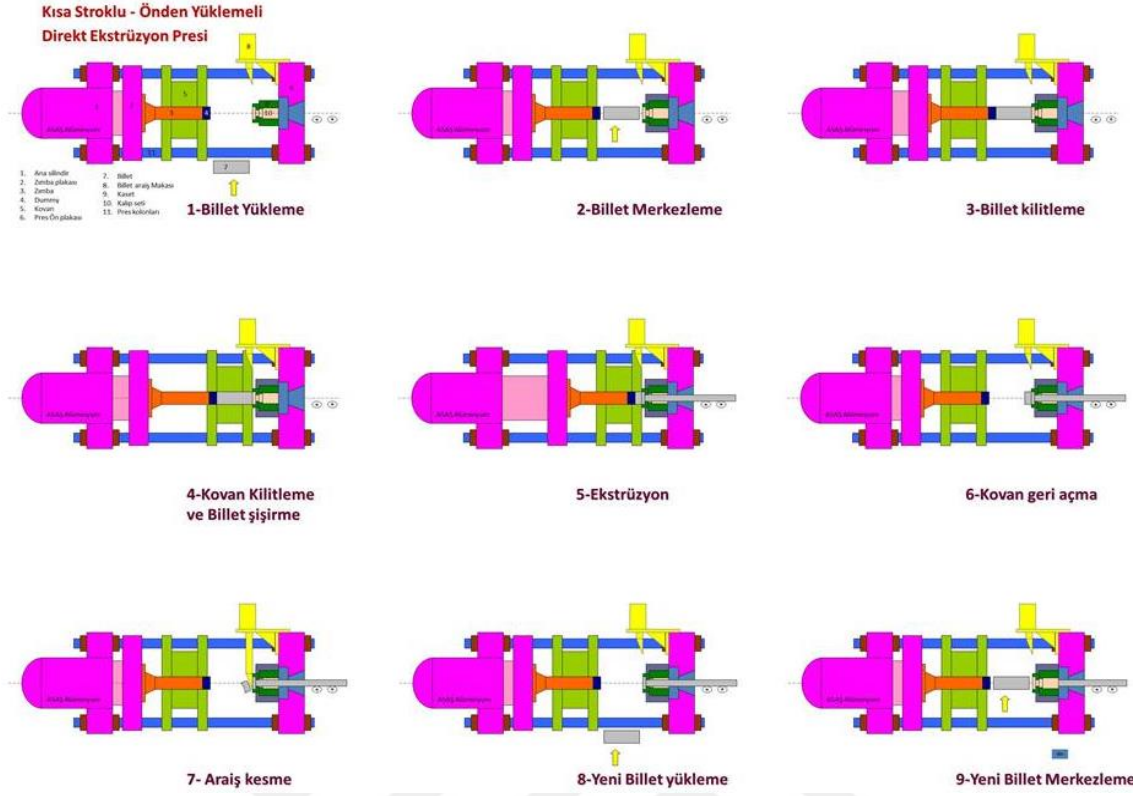 Kısa Stroklu - Önden Yüklemeli
Direkt Ekstrüzyon Presi
1. Ana silindir
2. Zımba plakası
3. Zımba
4. Dummy
5. Kovan
6. Pres Ön plakası
7. Billet
8. Billet araiş Makası
9. Kaset
10. Kalıp seti
11. Pres kolonları
1-Billet Yükleme
2-Billet Merkezleme
3-Billet kilitleme
4-Kovan Kilitleme
ve Billet şişirme
5-Ekstrüzyon
6-Kovan geri açma
7- Araiş kesme
8-Yeni Billet yükleme
9-Yeni Billet Merkezleme